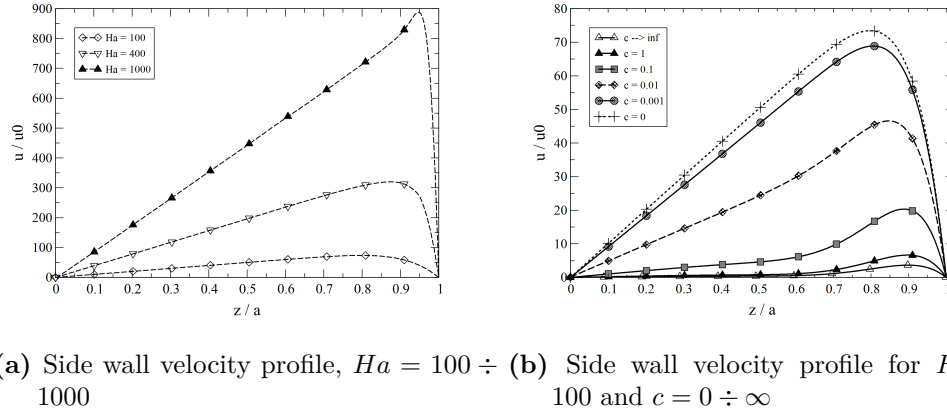 900
800
700
600
500
400
300
200
100
0
u / u0
Ha = 100
Ha = 400
Ha = 1000
0 0.1 0.2 0.3 0.4 0.5 0.6 0.7 0.8 0.9 1
z / a
80
70
60
50
40
30
20
10
0
u / u0
c --> inf
c = 1
c = 0.1
c = 0.01
c = 0.001
c = 0
0 0.1 0.2 0.3 0.4 0.5 0.6 0.7 0.8 0.9
z / a
(a) Side wall velocity profile, Ha = 100 ÷
1000
(b) Side wall velocity profile for
100 and c = 0 ÷ ∞